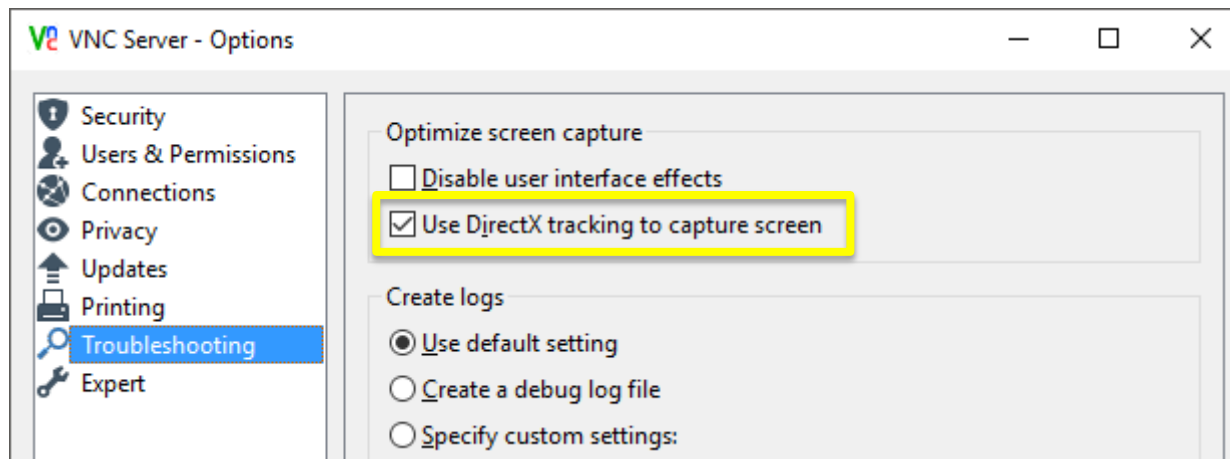 VNC Server - Options
Security
Users & Permissions
Connections
Privacy
Updates
Printing
Troubleshooting
Expert
Optimize screen capture
Disable user interface effects
Use DirectX tracking to capture screen
Create logs
Use default setting
Create a debug log file
Specify custom settings: